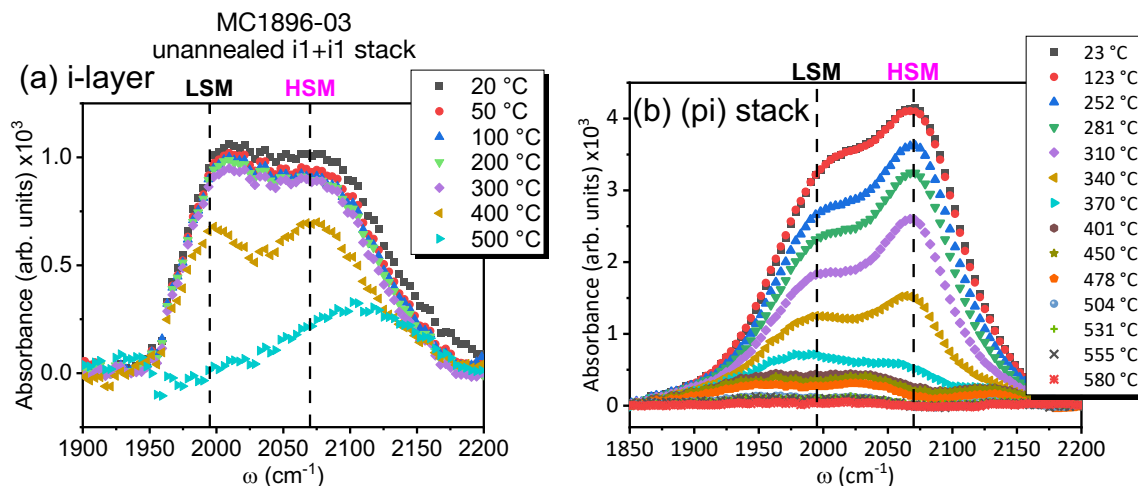 MC1896-03
unannealed i1+i1 stack
(a) i-layer
LSM
HSM
20 °C
50 °C
100 °C
200 °C
300 °C
400 °C
500 °C
Absorbance (arb. units) x10³
1.0
0.5
0.0
1900
1950
2000
2050
2100
2150
2200
ω (cm⁻¹)
(b) (pi) stack
LSM
HSM
23 °C
123 °C
252 °C
281 °C
310 °C
340 °C
370 °C
401 °C
450 °C
478 °C
504 °C
531 °C
555 °C
580 °C
Absorbance (arb. units) x10³
4
3
2
1
0
1850
1900
1950
2000
2050
2100
2150
2200
ω (cm⁻¹)